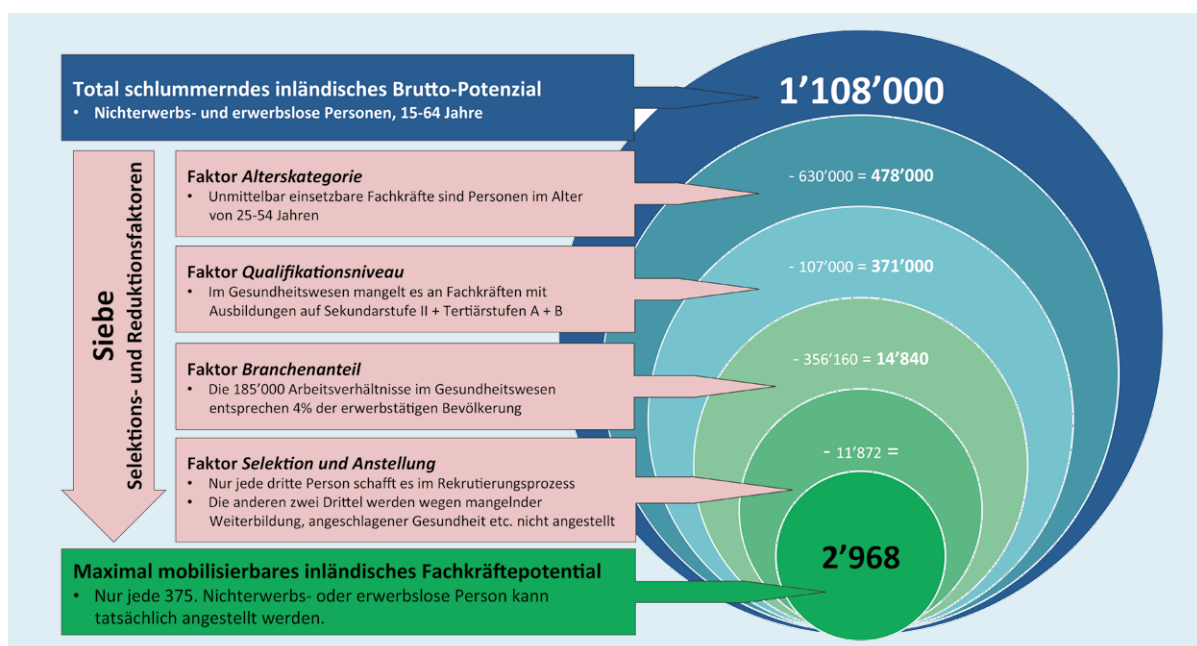 Total schlummerndes inländisches Brutto-Potenzial
• Nichterwerbs- und erwerbslose Personen, 15-64 Jahre
1’108’000
Siebe
Selektions- und Reduktionsfaktoren
Faktor Alterskategorie
• Unmittelbar einsetzbare Fachkräfte sind Personen im Alter
von 25-54 Jahren
- 630’000 = 478’000
Faktor Qualifikationsniveau
• Im Gesundheitswesen mangelt es an Fachkräften mit
Ausbildungen auf Sekundarstufe II + Tertiärstufen A + B
- 107’000 = 371’000
Faktor Branchenanteil
• Die 185’000 Arbeitsverhältnisse im Gesundheitswesen
entsprechen 4% der erwerbstätigen Bevölkerung
- 356’160 = 14’840
Faktor Selektion und Anstellung
• Nur jede dritte Person schafft es im Rekrutierungsprozess
• Die anderen zwei Drittel werden wegen mangelnder
Weiterbildung, angeschlagener Gesundheit etc. nicht angestellt
- 11’872 =
Maximal mobilisierbares inländisches Fachkräftepotential
• Nur jede 375. Nichterwerbs- oder erwerbslose Person kann
tatsächlich angestellt werden.
2’968